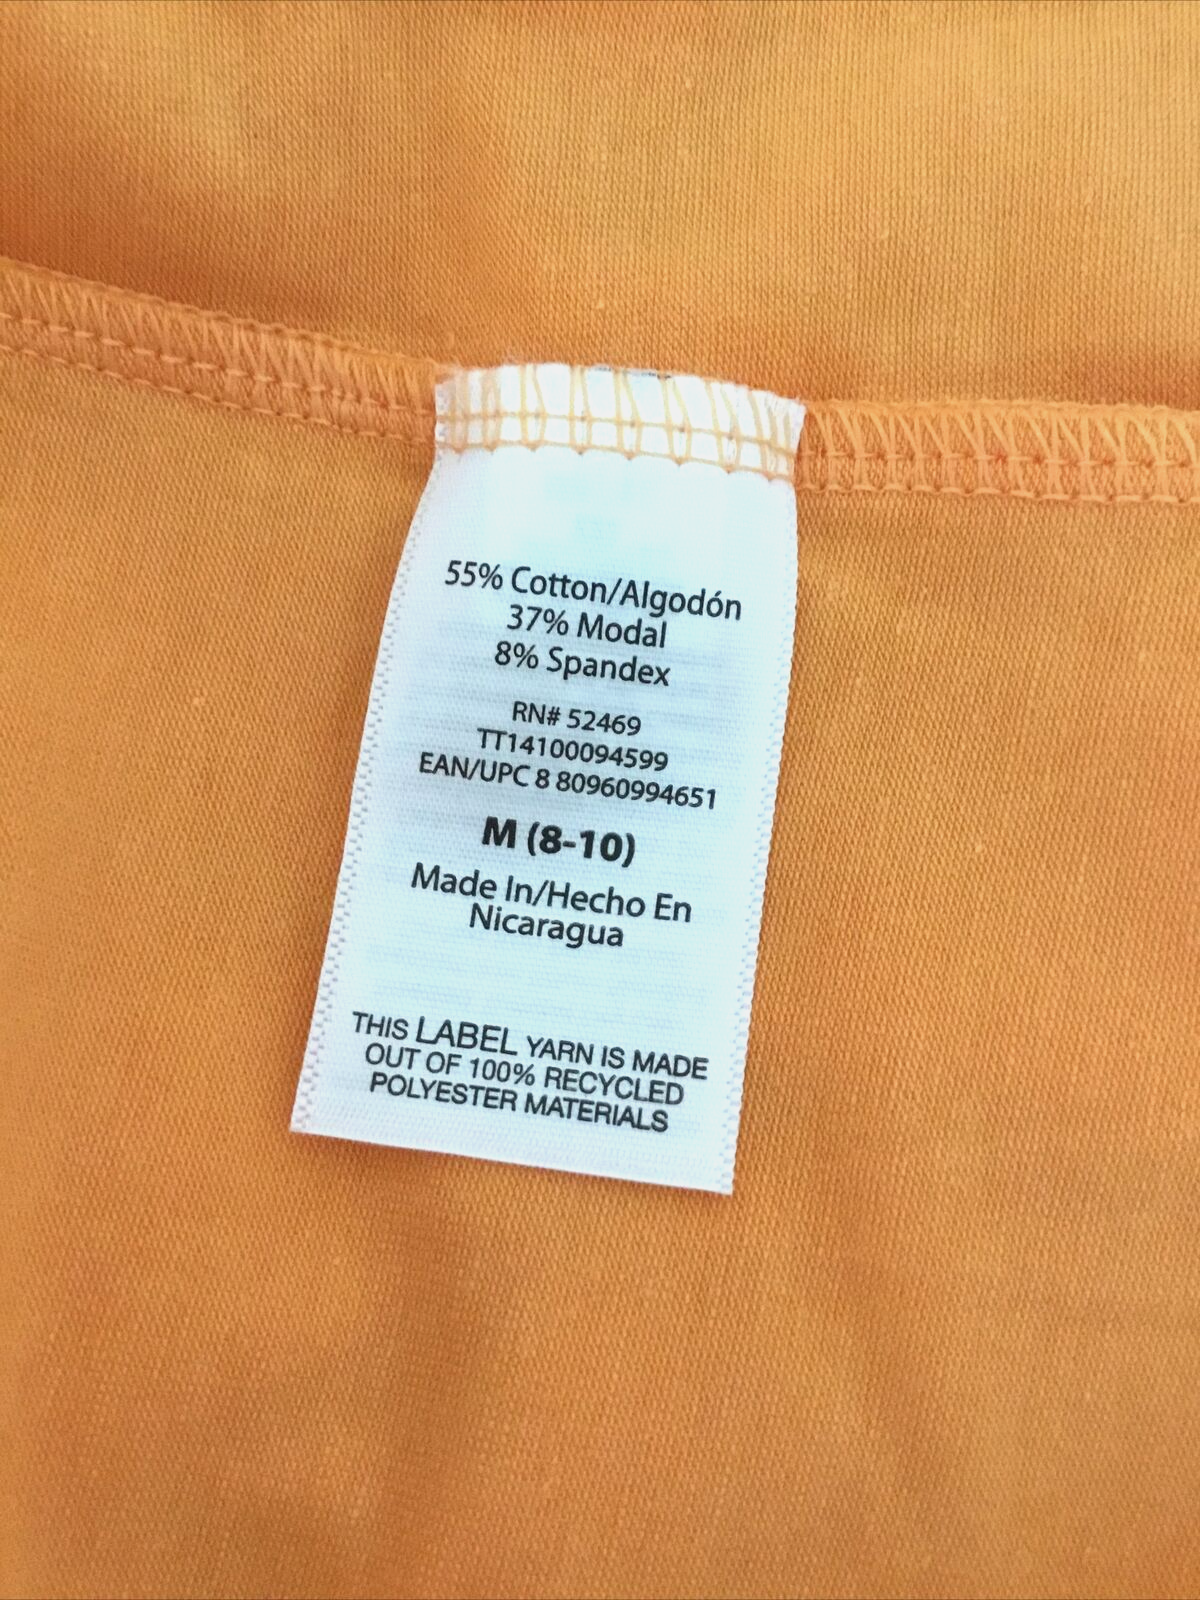 55% Cotton/Algodón
37% Modal
8% Spandex
RN# 52469
TT14100094599
EAN/UPC 8 80960994651
M (8-10)
Made In/Hecho En
Nicaragua
THIS LABEL YARN IS MADE
OUT OF 100% RECYCLED
POLYESTER MATERIALS